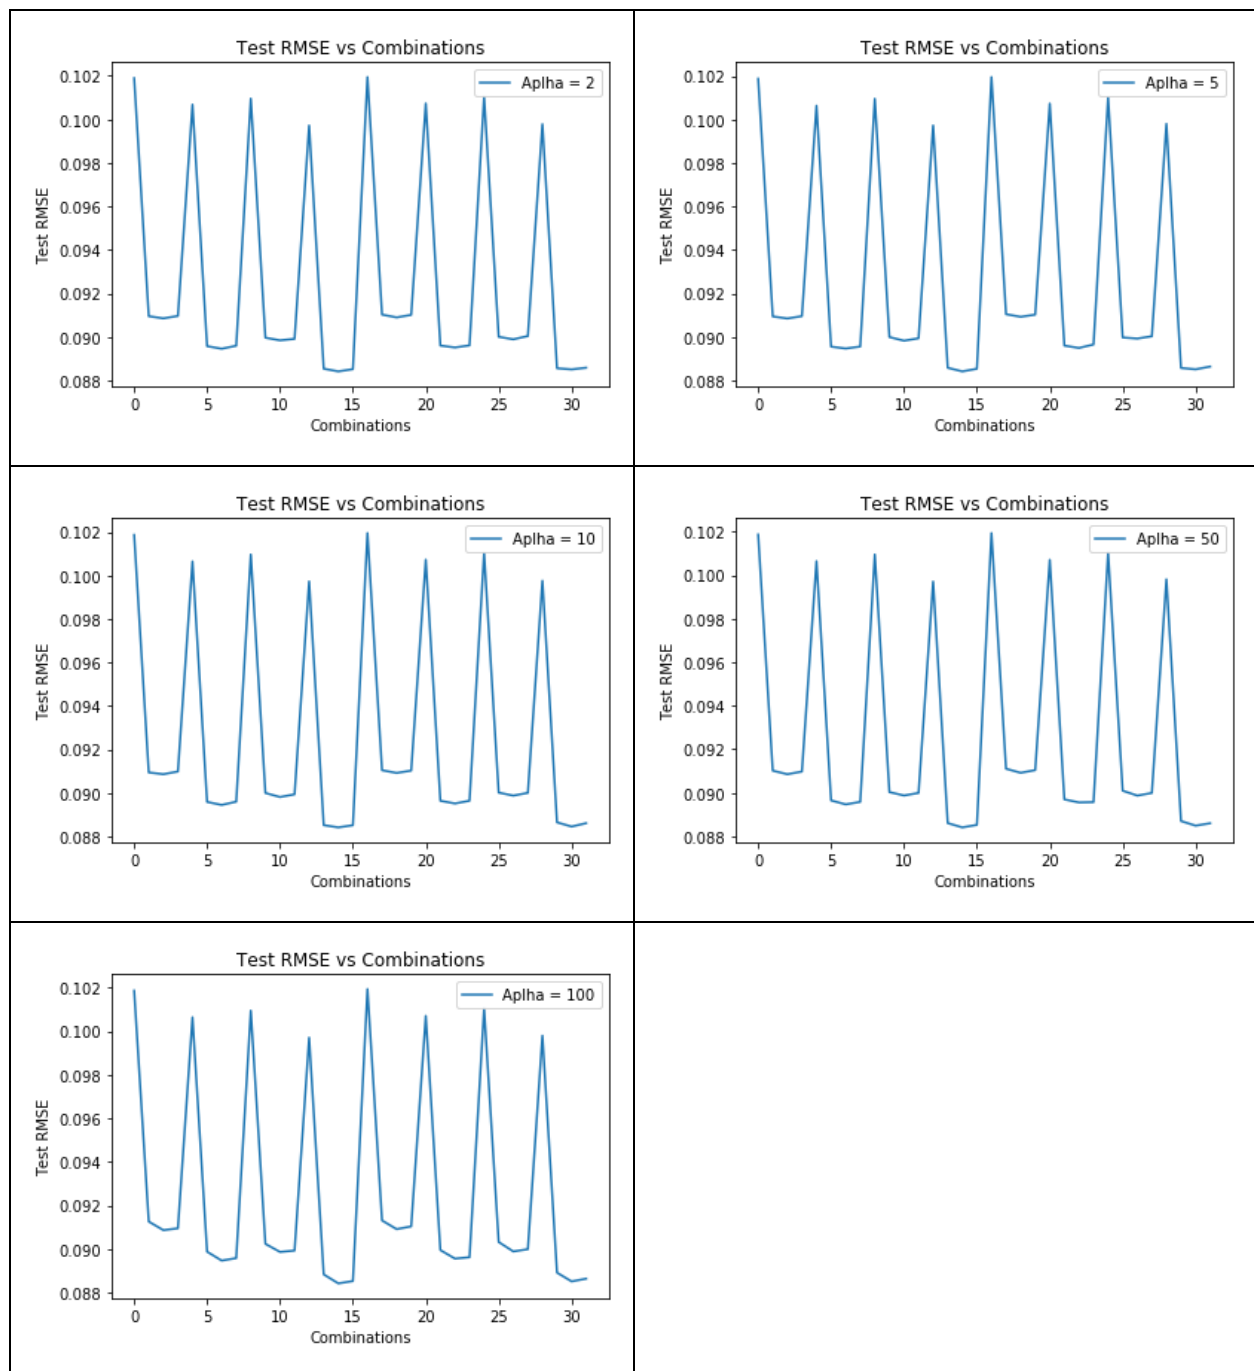 Test RMSE vs Combinations
Aplha = 2
Test RMSE
0.102
0.100
0.098
0.096
0.094
0.092
0.090
0.088
0 5 10 15 20 25 30
Combinations
Test RMSE vs Combinations
Aplha = 5
Test RMSE
0.102
0.100
0.098
0.096
0.094
0.092
0.090
0.088
0 5 10 15 20 25 30
Combinations
Test RMSE vs Combinations
Aplha = 10
Test RMSE
0.102
0.100
0.098
0.096
0.094
0.092
0.090
0.088
0 5 10 15 20 25 30
Combinations
Test RMSE vs Combinations
Aplha = 50
Test RMSE
0.102
0.100
0.098
0.096
0.094
0.092
0.090
0.088
0 5 10 15 20 25 30
Combinations
Test RMSE vs Combinations
Aplha = 100
Test RMSE
0.102
0.100
0.098
0.096
0.094
0.092
0.090
0.088
0 5 10 15 20 25 30
Combinations